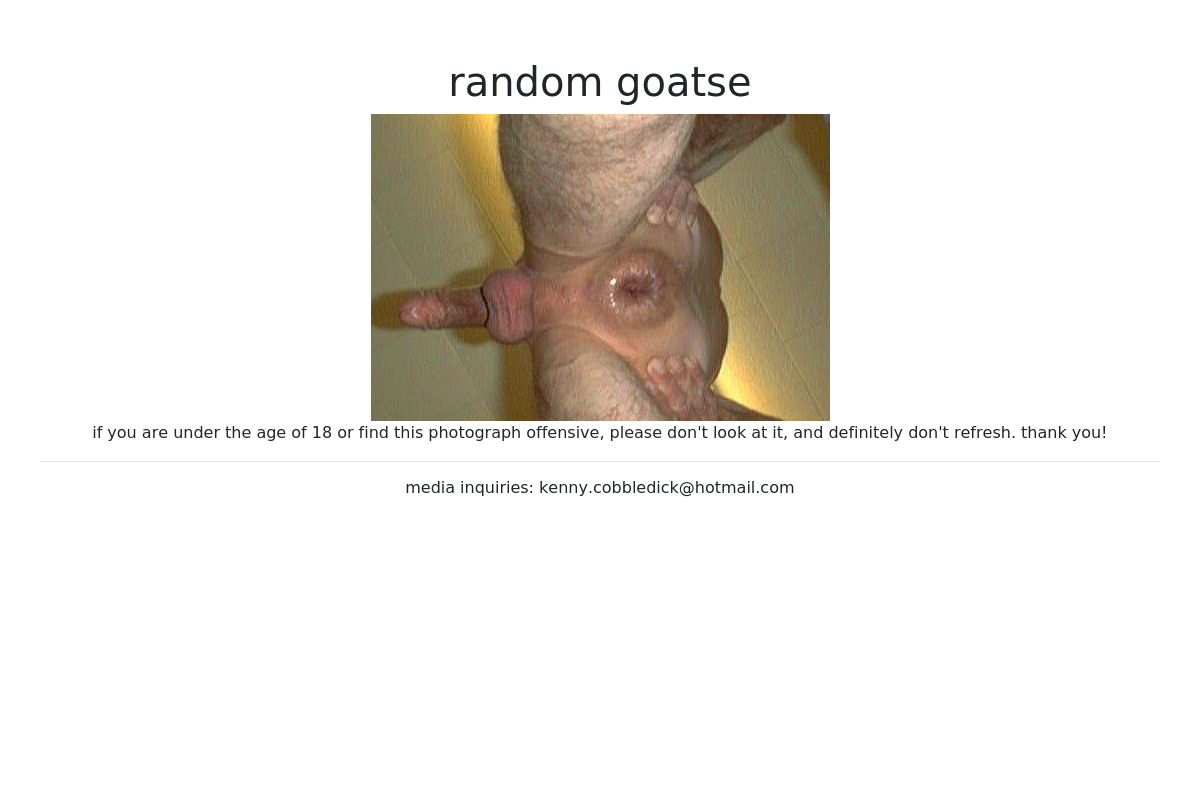 random goatse
if you are under the age of 18 or find this photograph offensive, please don't look at it, and definitely don't refresh. thank you!
media inquiries: kenny.cobbledick@hotmail.com